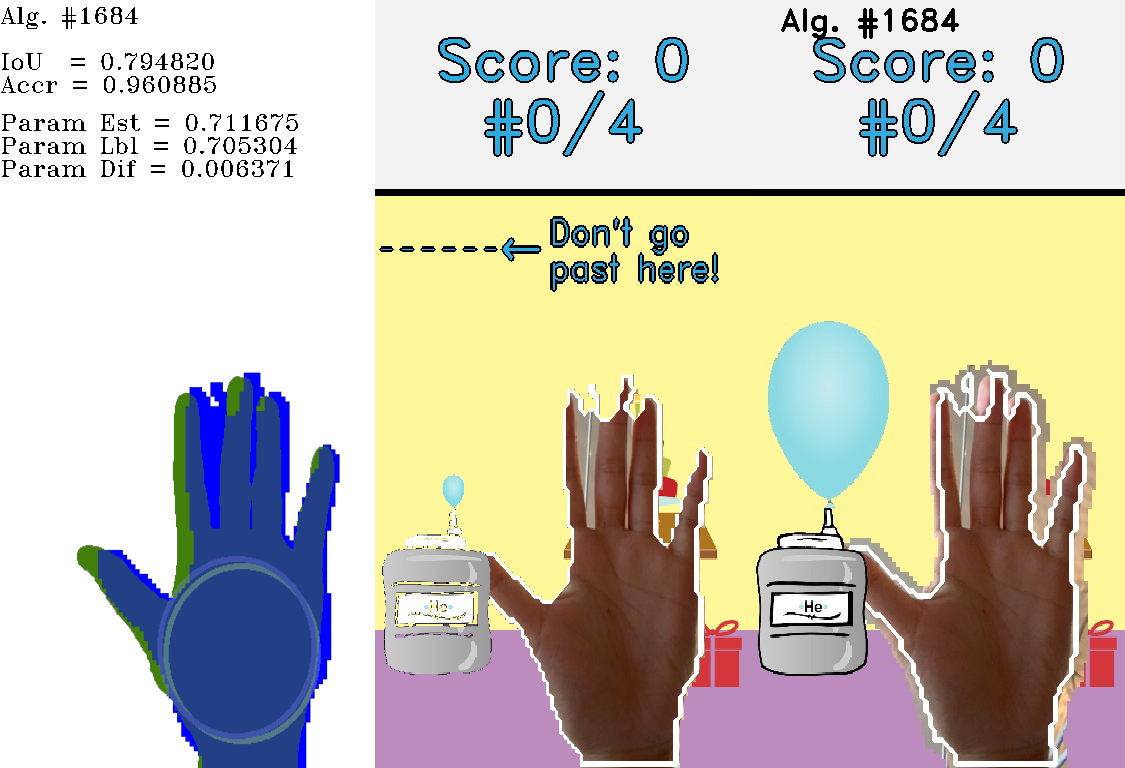 Alg. #1684
IoU = 0.794820
Accr = 0.960885
Param Est = 0.711675
Param Lbl = 0.705304
Param Dif = 0.006371
Score: 0
#0/4
Don't go
past here!
He
Alg. #1684
Score: 0
#0/4
He